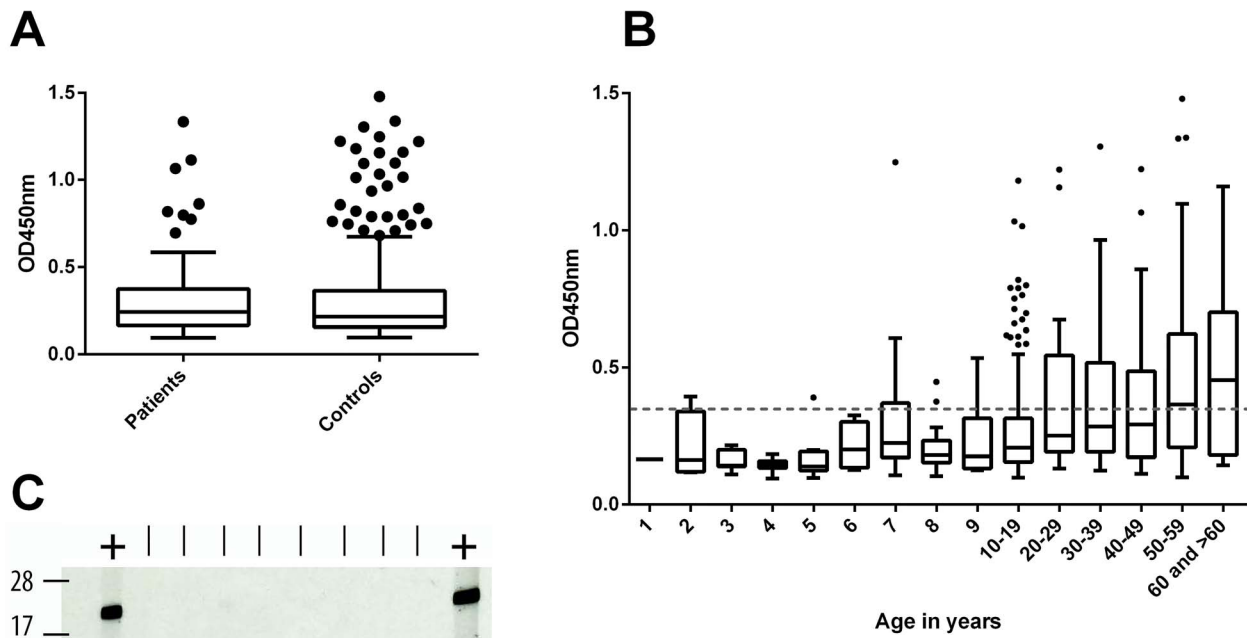 A
1.5
1.0
0.5
0.0
OD450nm
Patients
Controls
B
1.5
1.0
0.5
0.0
OD450nm
1
2
3
4
5
6
7
8
9
10-19
20-29
30-39
40-49
50-59
60 and >60
Age in years
C
+ | | | | | | | | +
28
17